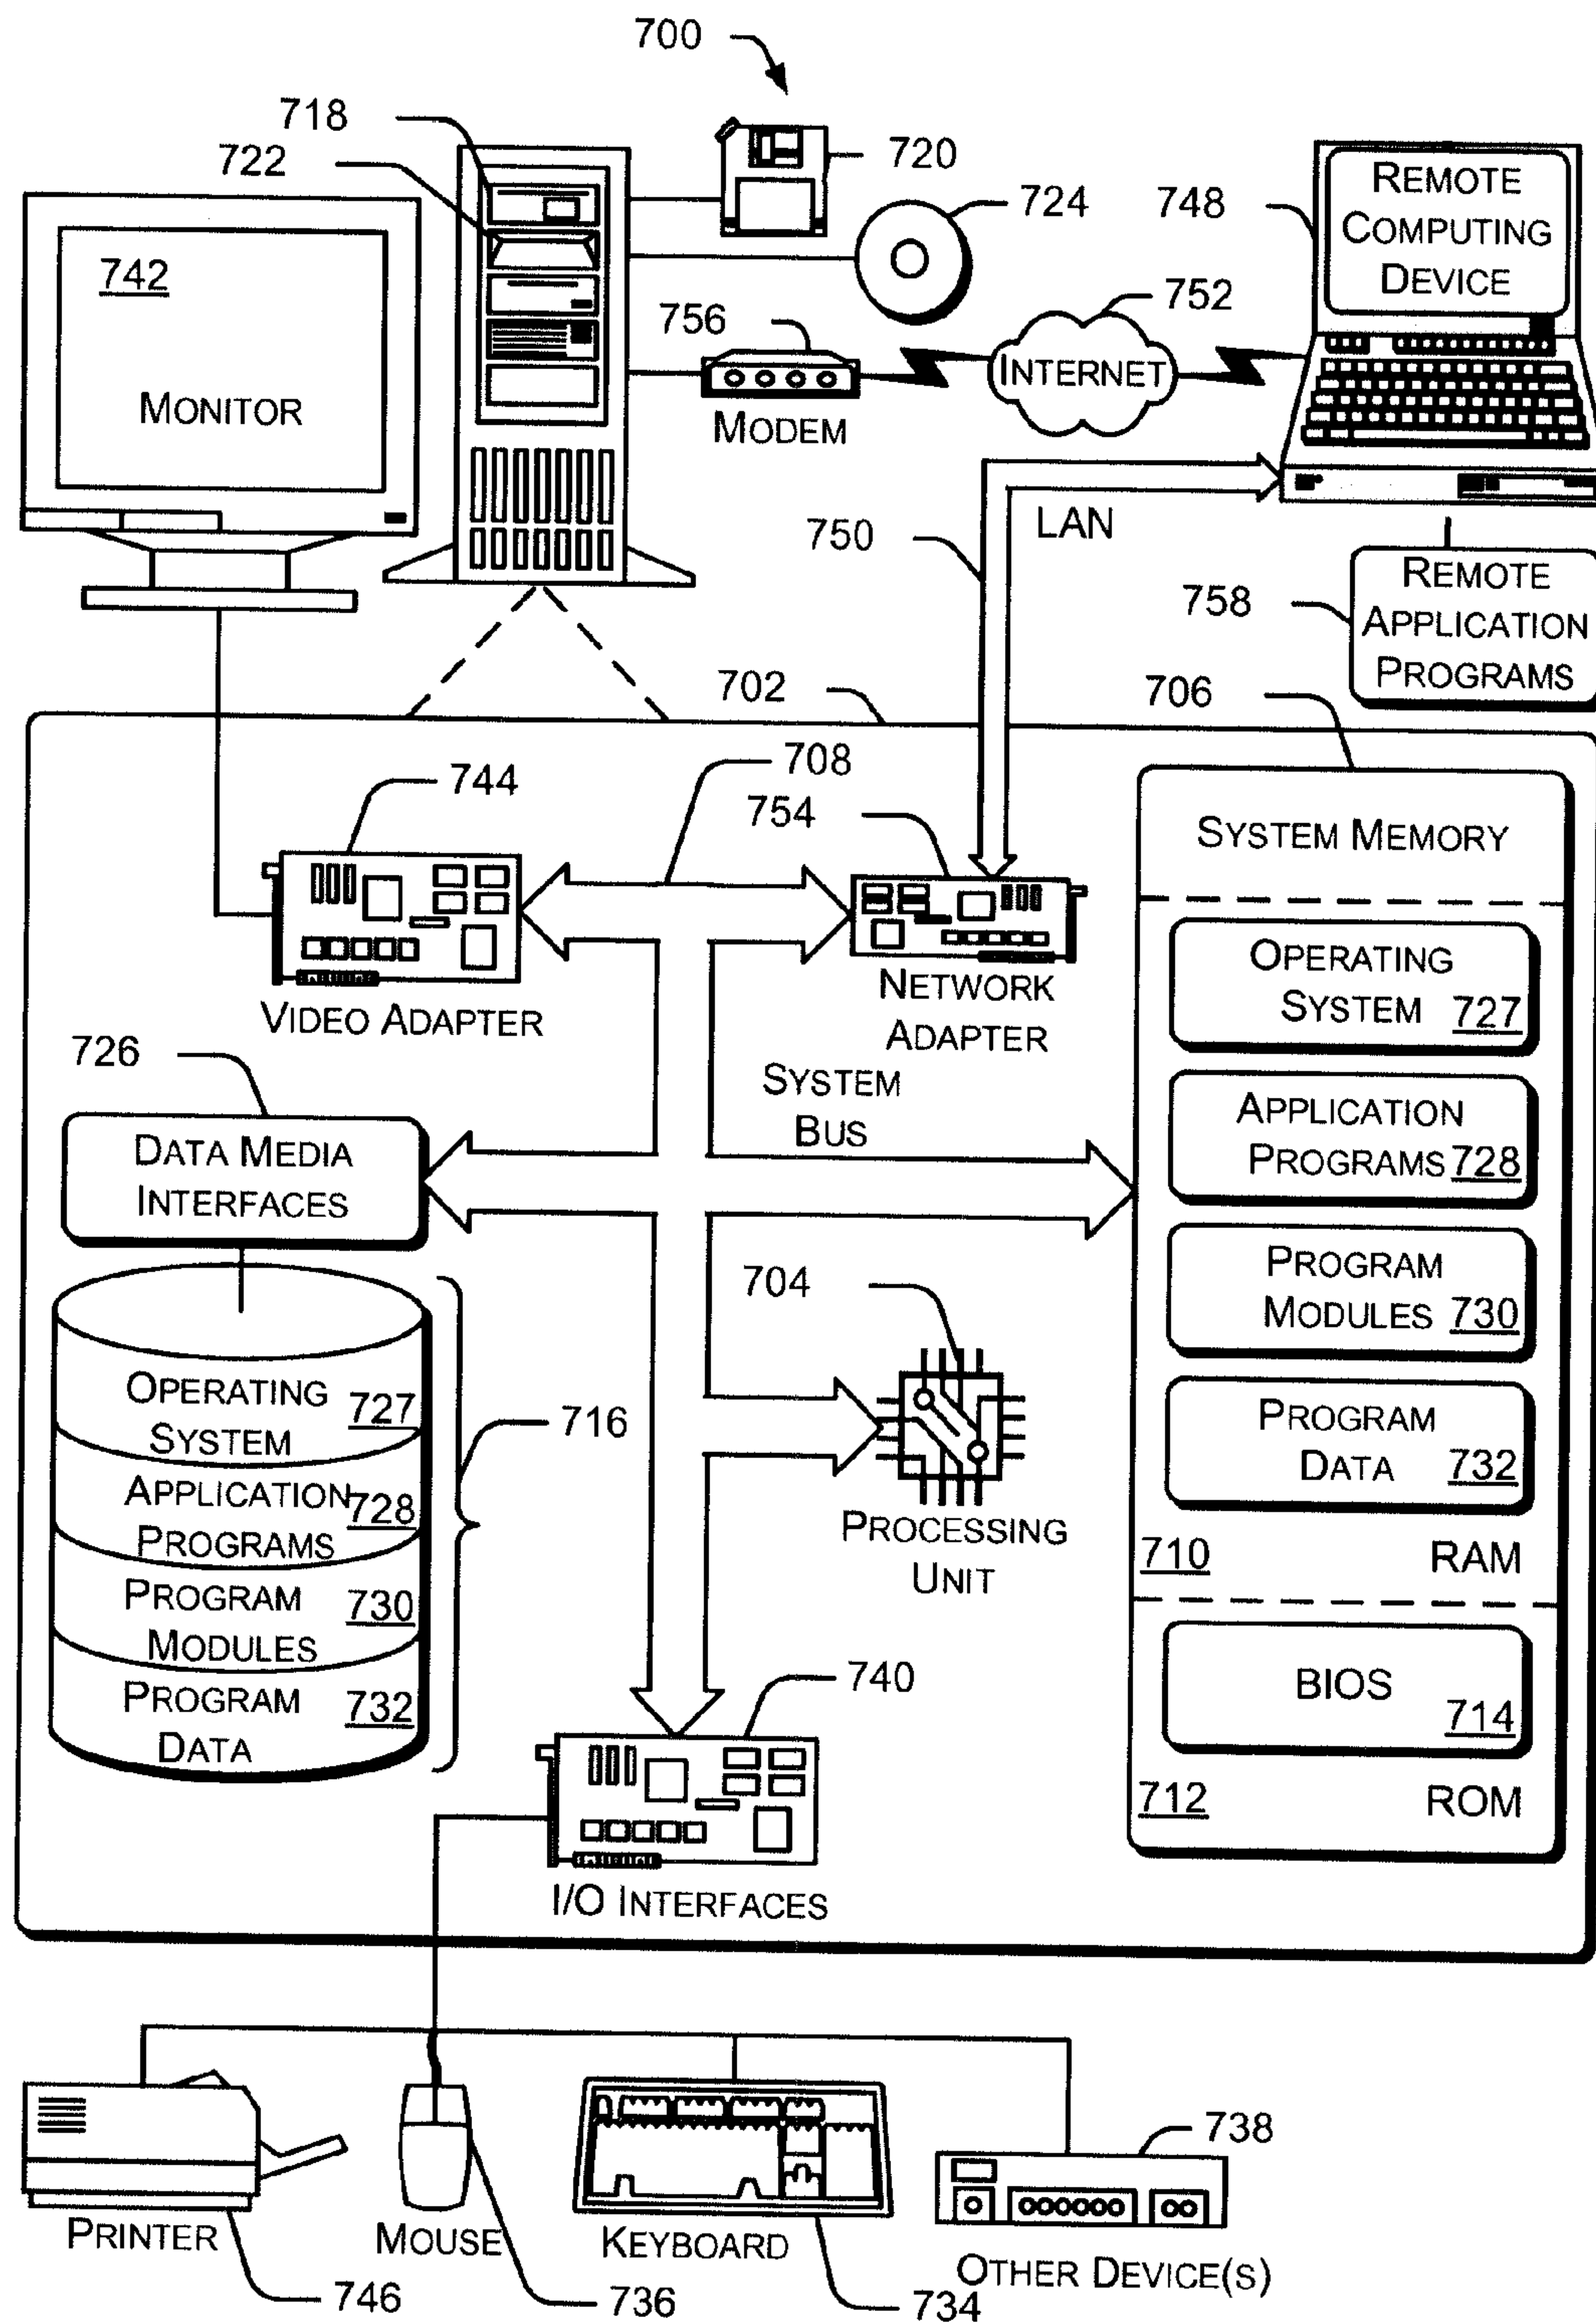 700
718
722
720
724
748
REMOTE
COMPUTING
DEVICE
742
MONITOR
756
MODEM
752
INTERNET
750
LAN
758
REMOTE
APPLICATION
PROGRAMS
702
706
708
744
754
VIDEO ADAPTER
NETWORK
ADAPTER
SYSTEM MEMORY
OPERATING
SYSTEM 727
APPLICATION
PROGRAMS 728
PROGRAM
MODULES 730
PROGRAM
DATA 732
710 RAM
BIOS
714
712 ROM
726
DATA MEDIA
INTERFACES
SYSTEM
BUS
704
PROCESSING
UNIT
OPERATING
SYSTEM 727
APPLICATION
PROGRAMS 728
PROGRAM
MODULES 730
PROGRAM
DATA 732
716
740
I/O INTERFACES
PRINTER
746
MOUSE
736
KEYBOARD
734
738
OTHER DEVICE(S)